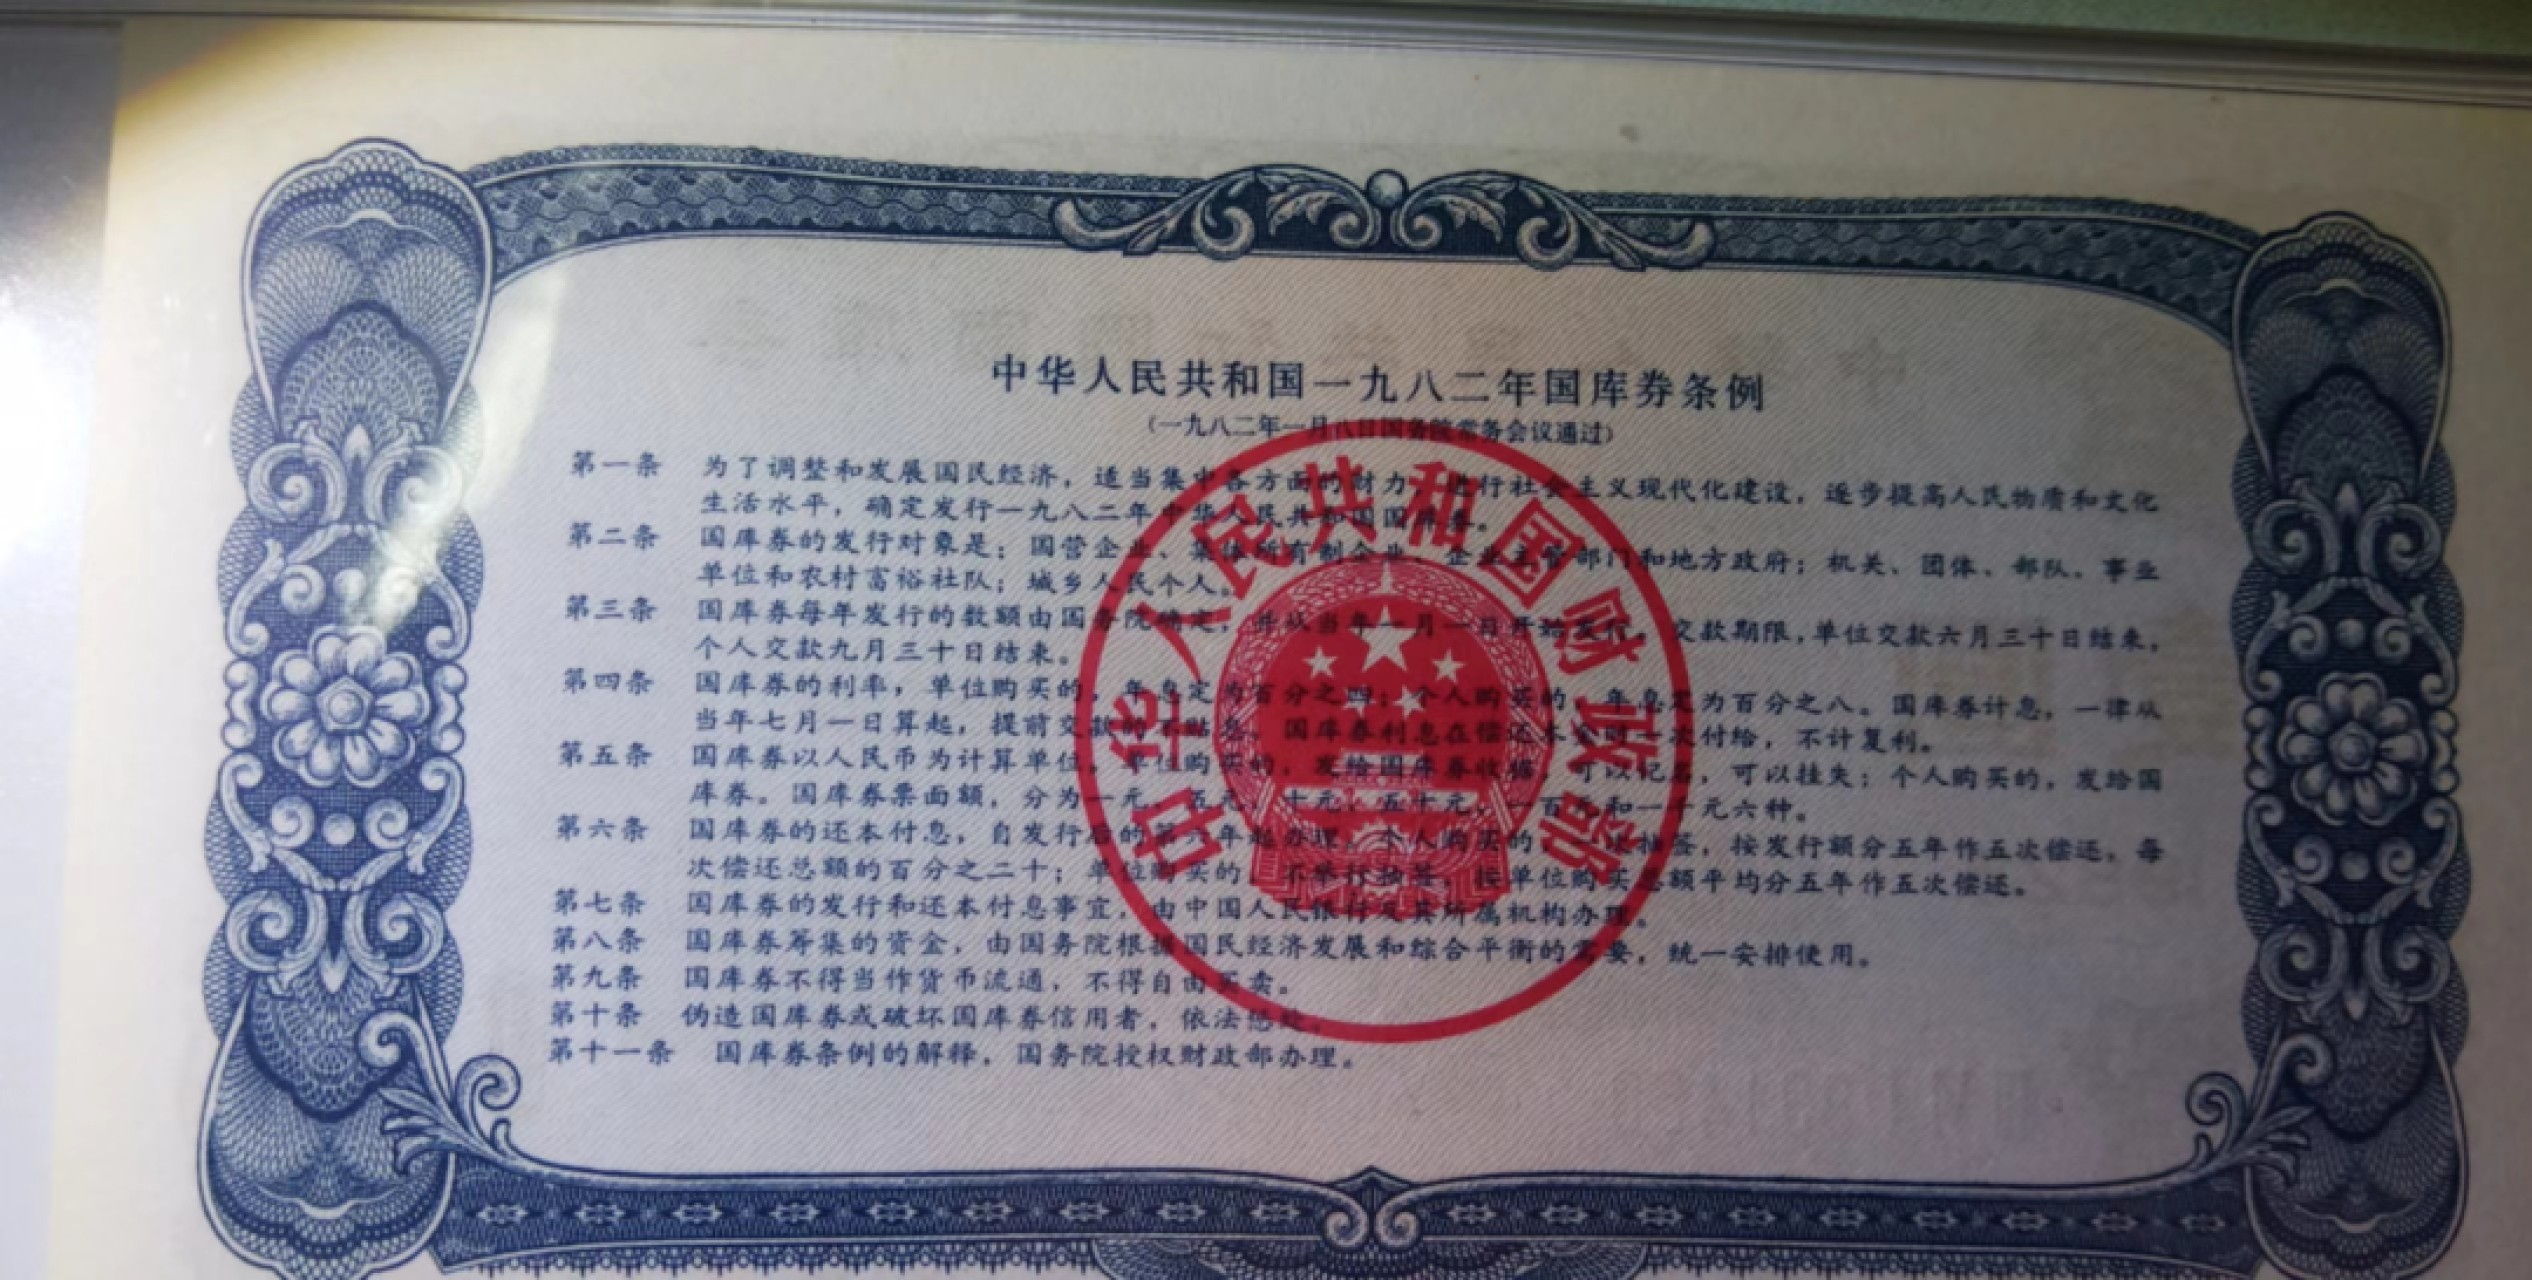 中华人民共和国一九八二年国库券条例
（一九八二年一月八日国务院常务会议通过）
第一条 为了调整和发展国民经济，适当集中各方面的财力，进行社会主义现代化建设，逐步提高人民物质和文化
生活水平，确定发行一九八二年中华人民共和国国库券。
第二条 国库券的发行对象是：国营企业、集体所有制企业、企业主管部门和地方政府；机关、团体、部队、事业
单位和农村富裕社队；城乡人民个人。
第三条 国库券每年发行的数额由国务院确定，并从当年一月一日开始发行。交款期限，单位交款六月三十日结束，
个人交款九月三十日结束。
第四条 国库券的利率，单位购买的，年息定为百分之四；个人购买的，年息定为百分之八。国库券计息，一律从
当年七月一日算起，提前交款的不贴息。国库券利息在偿还本金时一次付给，不计复利。
第五条 国库券以人民币为计算单位。单位购买的，发给国库券收据，可以记名，可以挂失；个人购买的，发给国
库券。国库券票面额，分为一元、五元、十元、五十元、一百元和一千元六种。
第六条 国库券的还本付息，自发行后的第六年起办理。个人购买的，抽签，按发行额分五年作五次偿还，每
次偿还总额的百分之二十；单位购买的，不举行抽签，按单位购买总额平均分五年作五次偿还。
第七条 国库券的发行和还本付息事宜，由中国人民银行及其所属机构办理。
第八条 国库券筹集的资金，由国务院根据国民经济发展和综合平衡的需要，统一安排使用。
第九条 国库券不得当作货币流通，不得自由买卖。
第十条 伪造国库券或破坏国库券信用者，依法惩处。
第十一条 国库券条例的解释，国务院授权财政部办理。
中华人民共和国财政部